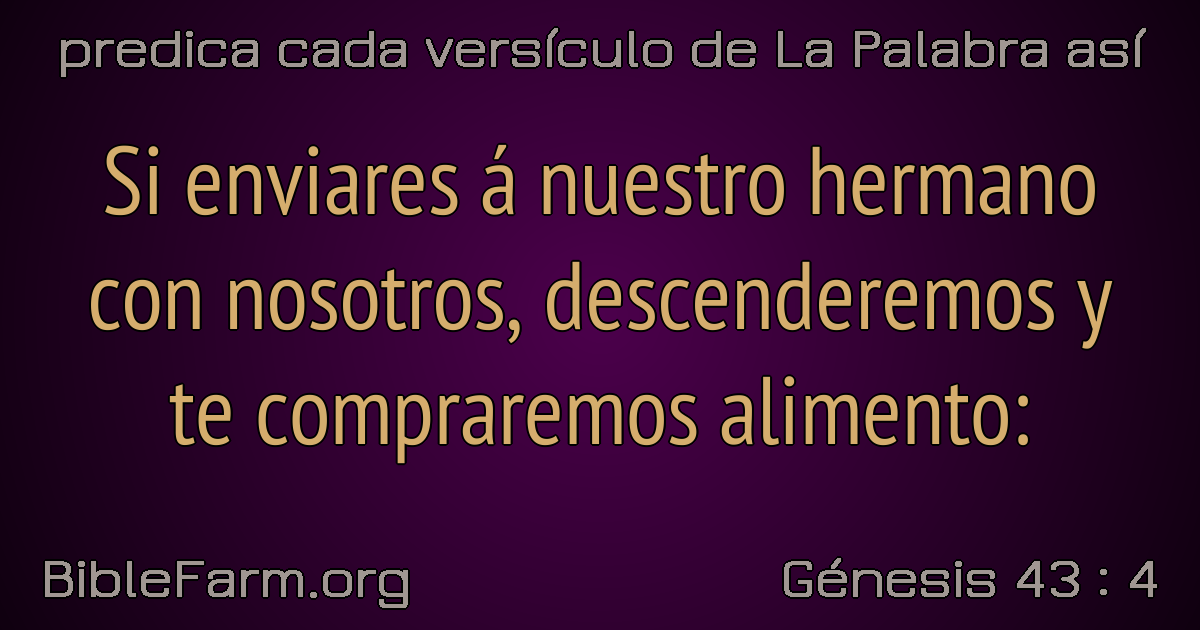 predica cada versículo de La Palabra así
Si enviares á nuestro hermano
con nosotros, descenderemos y
te compraremos alimento:
BibleFarm.org
Génesis 43 : 4